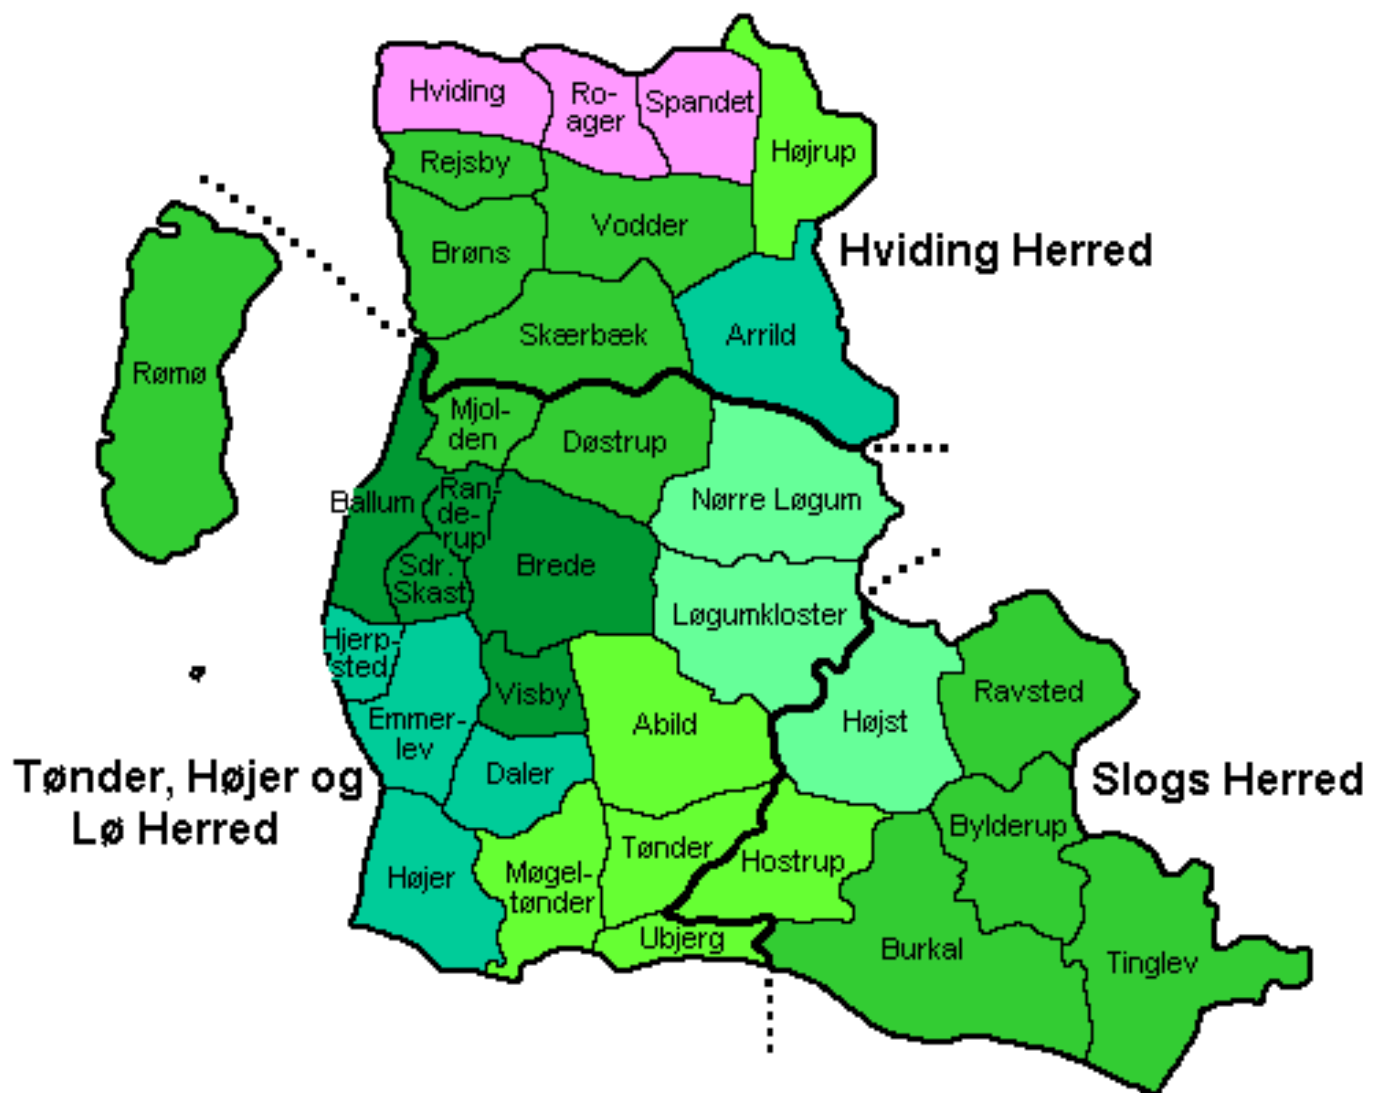 Hviding
Ro-
ager
Spandet
Højrup
Rejsby
Vodder
Brøns
Hviding Herred
Skærbæk
Arrild
Rømø
Mjol-
den
Døstrup
Ballum
Ran-
de-
rup
Nørre Løgum
Sdr.
Skast
Brede
Løgumkloster
Hjerp-
sted
Visby
Ravsted
Emmer-
lev
Abild
Højst
Tønder, Højer og
Lø Herred
Daler
Slogs Herred
Bylderup
Højer
Møgel-
tønder
Tønder
Hostrup
Ubjerg
Burkal
Tinglev